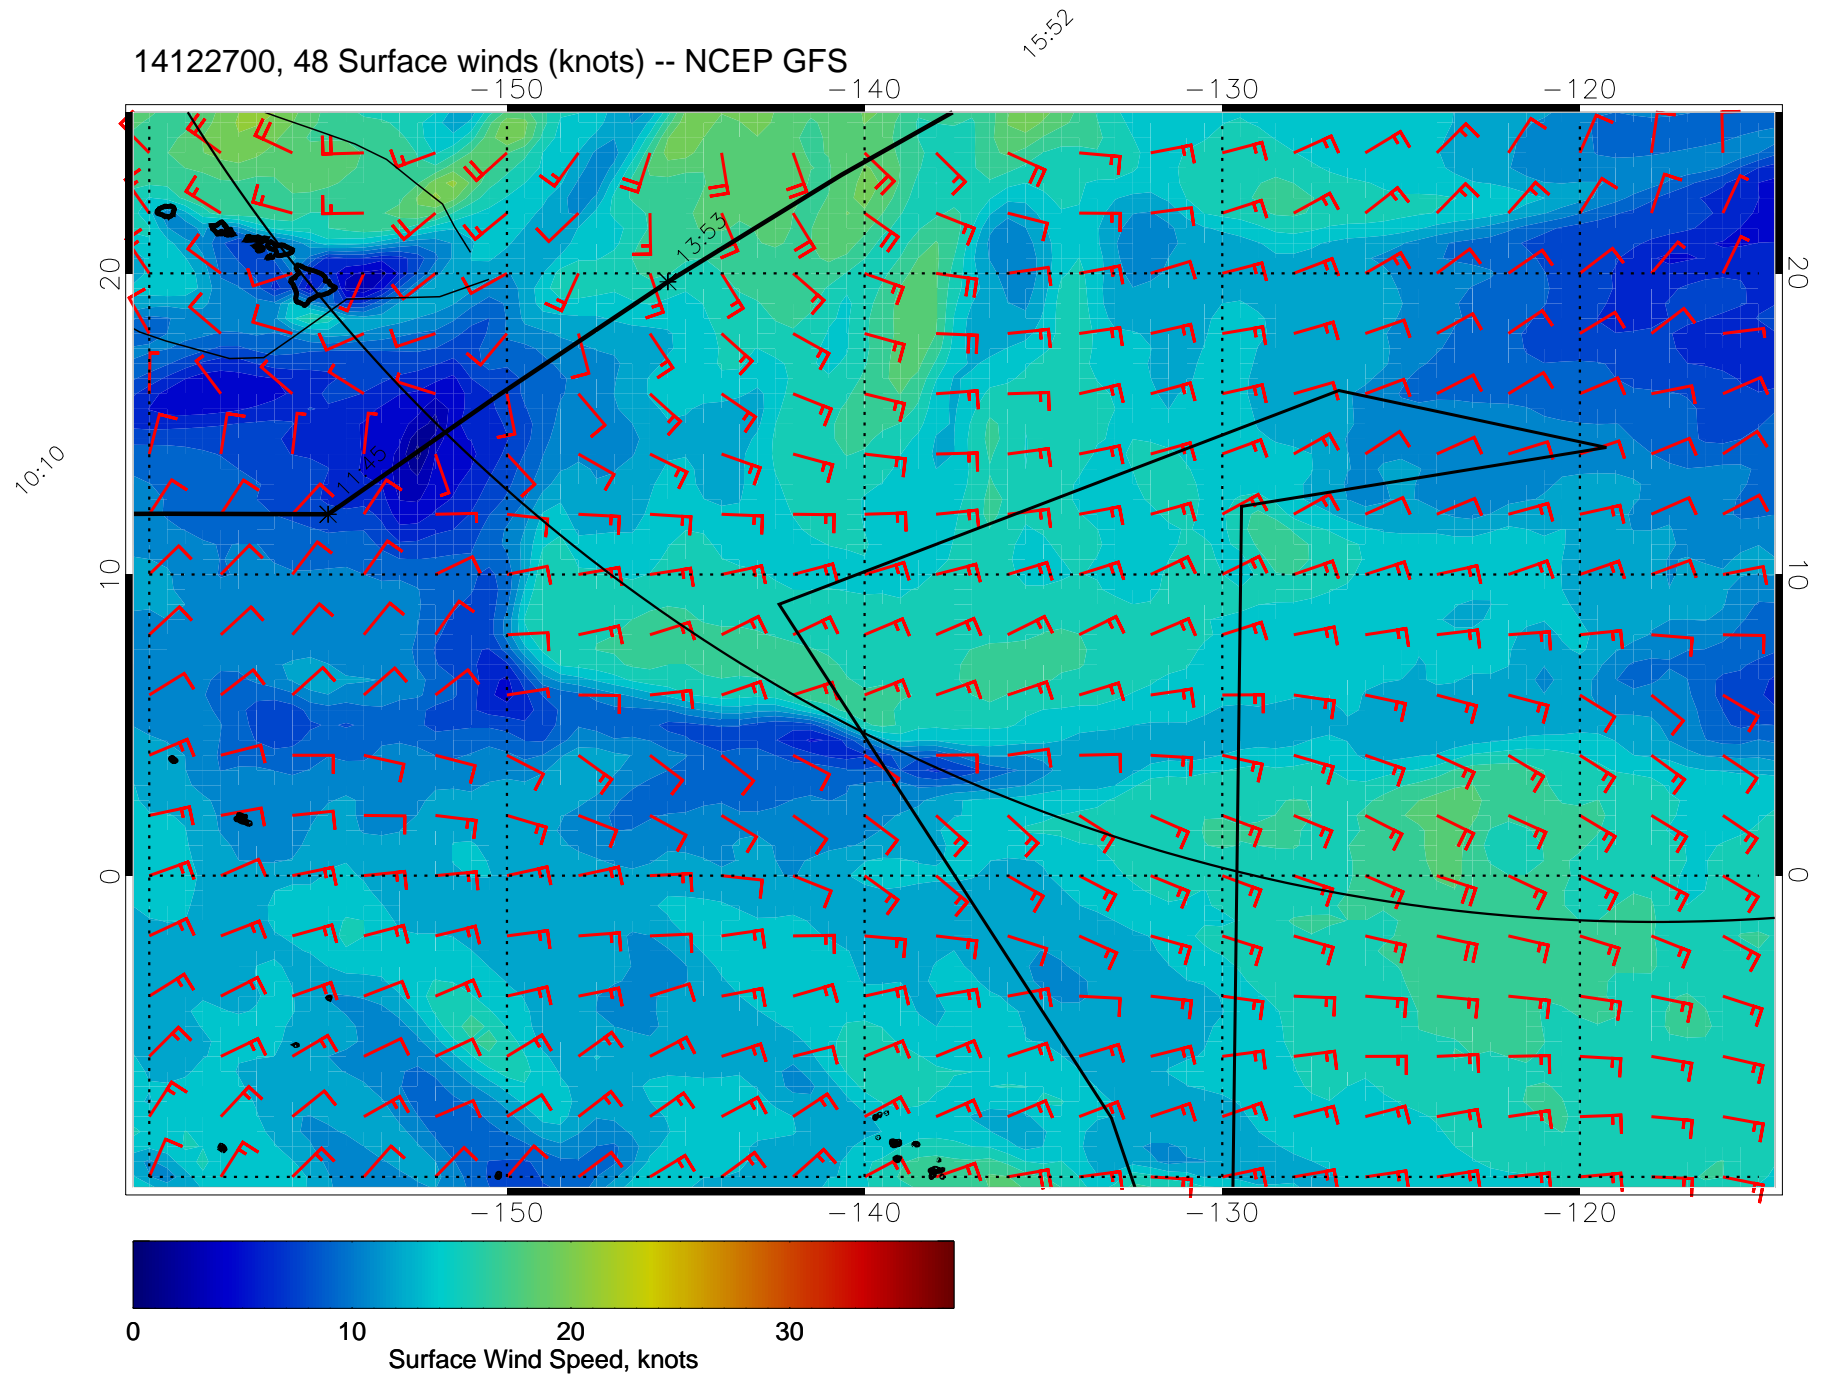 15:52
14122700, 48 Surface winds (knots) -- NCEP GFS
-150 -140 -130 -120
13:53
20 20
11:45
10:10
10 10
0 0
-150 -140 -130 -120
0 10 20 30
Surface Wind Speed, knots